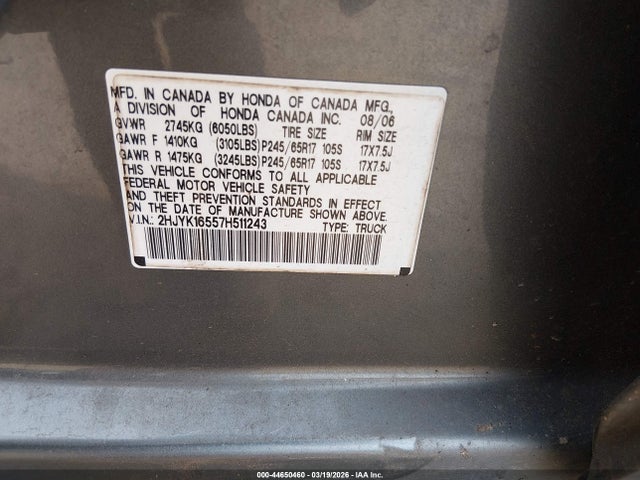 MFD. IN CANADA BY HONDA OF CANADA MFG.,
A DIVISION OF HONDA CANADA INC. 08/06
GVWR 2745KG (6050LBS) TIRE SIZE RIM SIZE
GAWR F 1410KG (3105LBS)P245/65R17 105S 17X7.5J
GAWR R 1475KG (3245LBS)P245/65R17 105S 17X7.5J
THIS VEHICLE CONFORMS TO ALL APPLICABLE
FEDERAL MOTOR VEHICLE SAFETY
AND THEFT PREVENTION STANDARDS IN EFFECT
ON THE DATE OF MANUFACTURE SHOWN ABOVE.
V.I.N.: 2HJYK16557H511243 TYPE: TRUCK
000-44650460 - 03/19/2026 - IAA Inc.